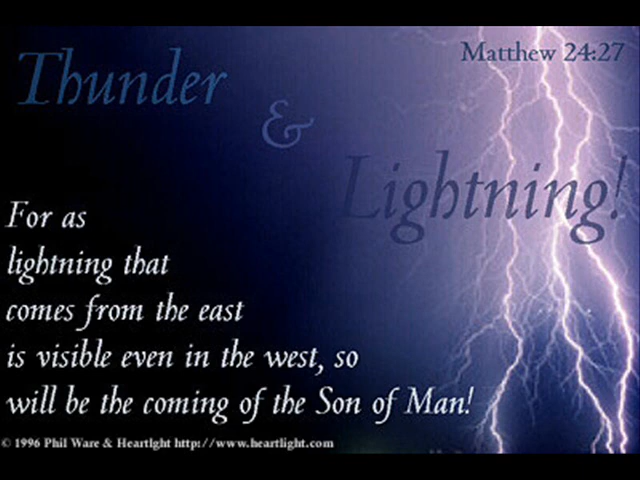 Matthew 24:27
Thunder
&
Lightning!
For as
lightning that
comes from the east
is visible even in the west, so
will be the coming of the Son of Man!
© 1996 Phil Ware & Heartlght http://www.heartlight.com